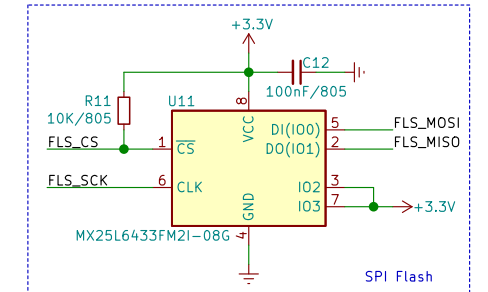 +3.3V
C12
100nF/805
R11
10K/805
U11
8
VCC
FLS_CS
1
CS
DI(IO0)
5
FLS_MOSI
DO(IO1)
2
FLS_MISO
FLS_SCK
6
CLK
IO2
3
IO3
7
+3.3V
GND
4
MX25L6433FM2I-08G
SPI Flash